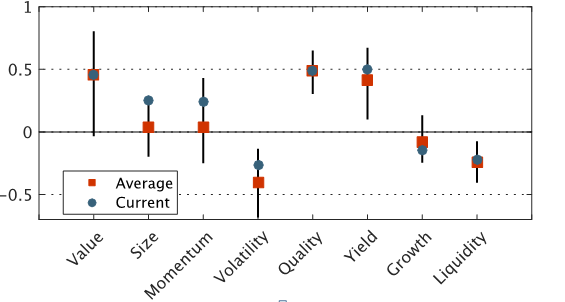 1
0.5
0
−0.5
Average
Current
Value
Size
Momentum
Volatility
Quality
Yield
Growth
Liquidity